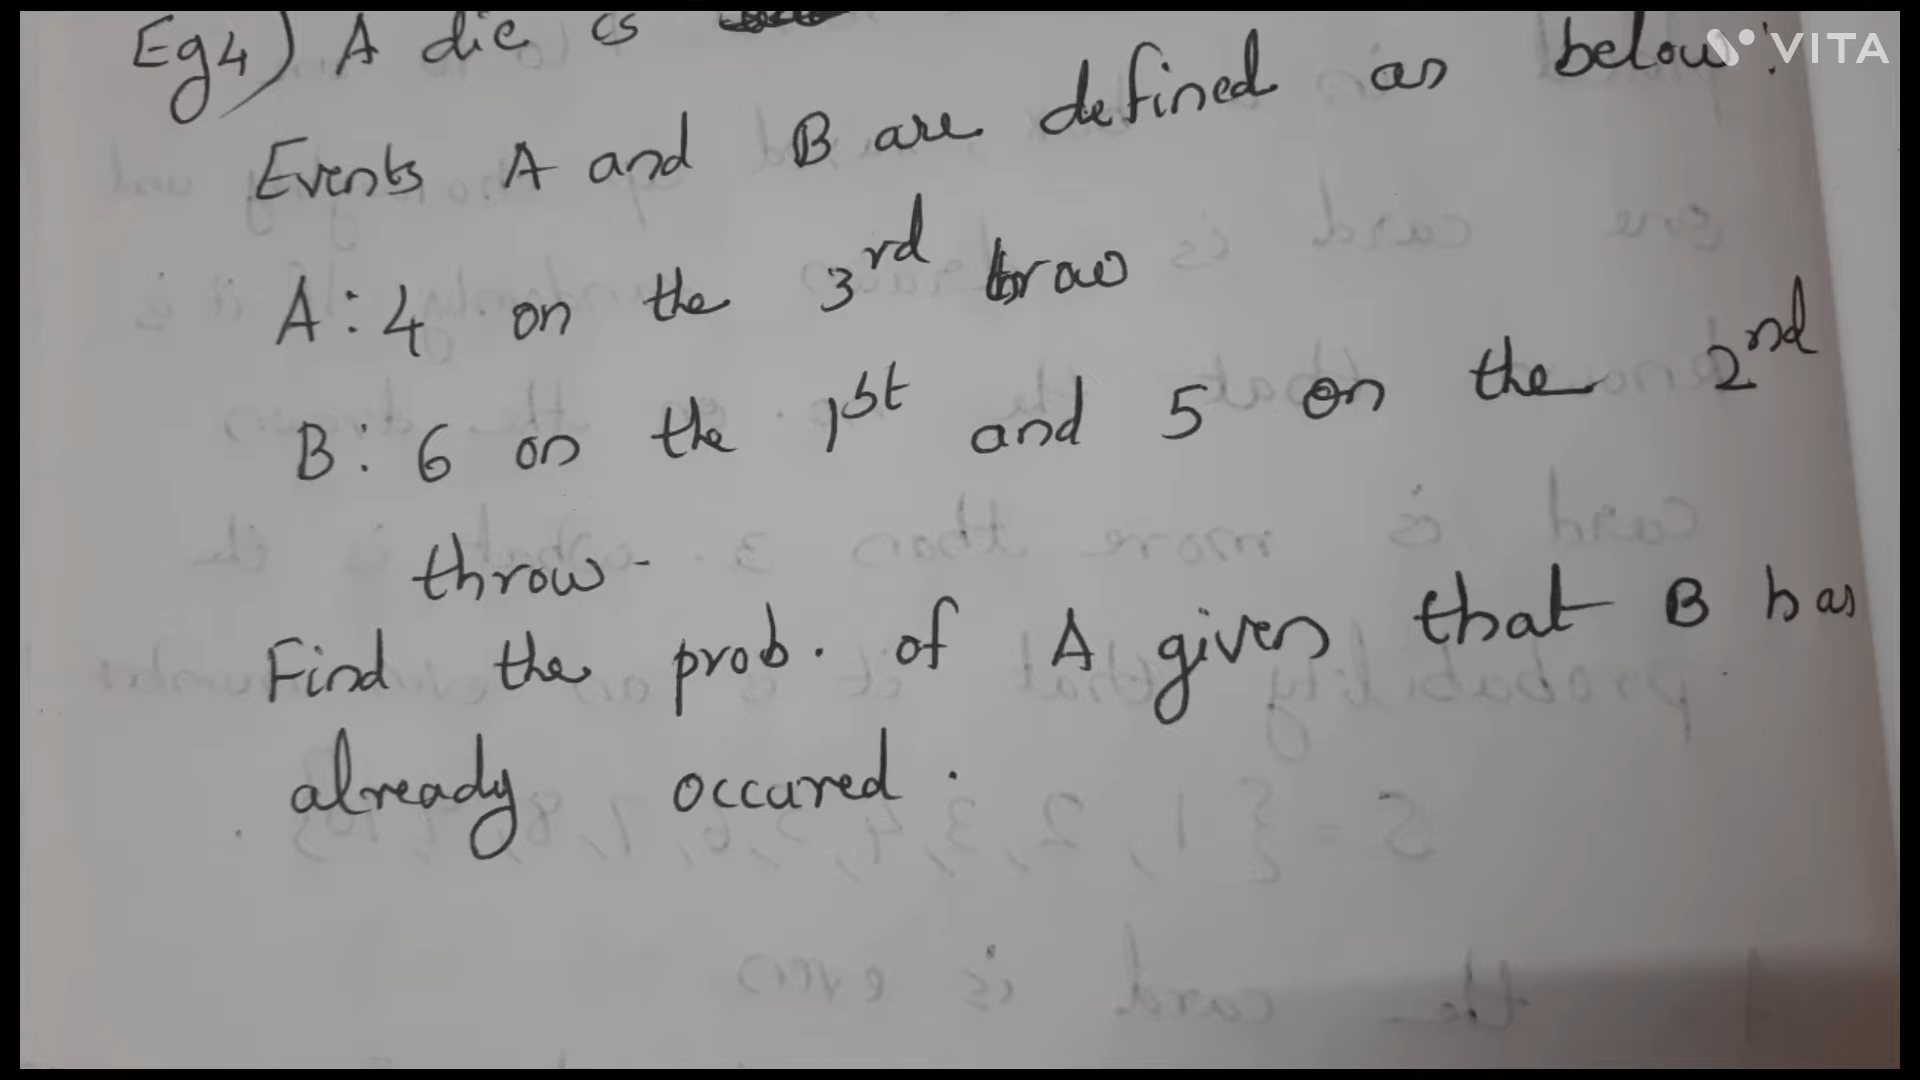 Eg4) A die is
VITA
Events A and B are defined as below:
A: 4 on the 3rd throw
B: 6 on the 1st and 5 on the 2nd
throw.
Find the prob. of A given that B has
already occured.